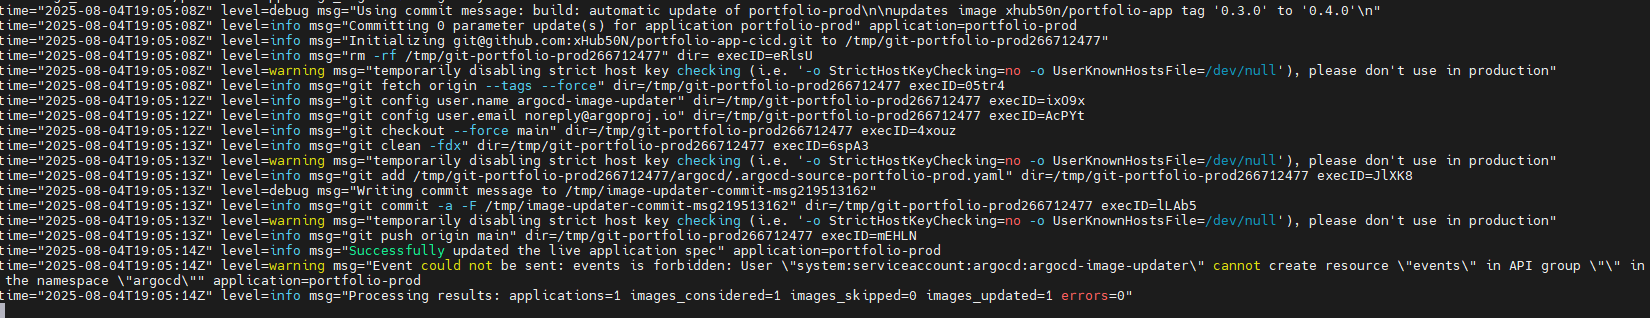 time="2025-08-04T19:05:08Z" level=debug msg="Using commit message: build: automatic update of portfolio-prod\n\nupdates image xhub50n/portfolio-app tag '0.3.0' to '0.4.0'\n"
time="2025-08-04T19:05:08Z" level=info msg="Committing 0 parameter update(s) for application portfolio-prod" application=portfolio-prod
time="2025-08-04T19:05:08Z" level=info msg="Initializing git@github.com:xHub50N/portfolio-app-cicd.git to /tmp/git-portfolio-prod266712477"
time="2025-08-04T19:05:08Z" level=info msg="rm -rf /tmp/git-portfolio-prod266712477" dir= execID=eRlsU
time="2025-08-04T19:05:08Z" level=warning msg="temporarily disabling strict host key checking (i.e. '-o StrictHostKeyChecking=no -o UserKnownHostsFile=/dev/null'), please don't use in production"
time="2025-08-04T19:05:08Z" level=info msg="git fetch origin --tags --force" dir=/tmp/git-portfolio-prod266712477 execID=05tr4
time="2025-08-04T19:05:12Z" level=info msg="git config user.name argocd-image-updater" dir=/tmp/git-portfolio-prod266712477 execID=ixO9x
time="2025-08-04T19:05:12Z" level=info msg="git config user.email noreply@argoproj.io" dir=/tmp/git-portfolio-prod266712477 execID=AcPYt
time="2025-08-04T19:05:12Z" level=info msg="git checkout --force main" dir=/tmp/git-portfolio-prod266712477 execID=4xouz
time="2025-08-04T19:05:13Z" level=info msg="git clean -fdx" dir=/tmp/git-portfolio-prod266712477 execID=6spA3
time="2025-08-04T19:05:13Z" level=warning msg="temporarily disabling strict host key checking (i.e. '-o StrictHostKeyChecking=no -o UserKnownHostsFile=/dev/null'), please don't use in production"
time="2025-08-04T19:05:13Z" level=info msg="git add /tmp/git-portfolio-prod266712477/argocd/.argocd-source-portfolio-prod.yaml" dir=/tmp/git-portfolio-prod266712477 execID=JlXK8
time="2025-08-04T19:05:13Z" level=debug msg="Writing commit message to /tmp/image-updater-commit-msg219513162"
time="2025-08-04T19:05:13Z" level=info msg="git commit -a -F /tmp/image-updater-commit-msg219513162" dir=/tmp/git-portfolio-prod266712477 execID=lLAb5
time="2025-08-04T19:05:13Z" level=warning msg="temporarily disabling strict host key checking (i.e. '-o StrictHostKeyChecking=no -o UserKnownHostsFile=/dev/null'), please don't use in production"
time="2025-08-04T19:05:13Z" level=info msg="git push origin main" dir=/tmp/git-portfolio-prod266712477 execID=mEHLN
time="2025-08-04T19:05:14Z" level=info msg="Successfully updated the live application spec" application=portfolio-prod
time="2025-08-04T19:05:14Z" level=warning msg="Event could not be sent: events is forbidden: User \"system:serviceaccount:argocd:argocd-image-updater\" cannot create resource \"events\" in API group \"\" in
the namespace \"argocd\"" application=portfolio-prod
time="2025-08-04T19:05:14Z" level=info msg="Processing results: applications=1 images_considered=1 images_skipped=0 images_updated=1 errors=0"